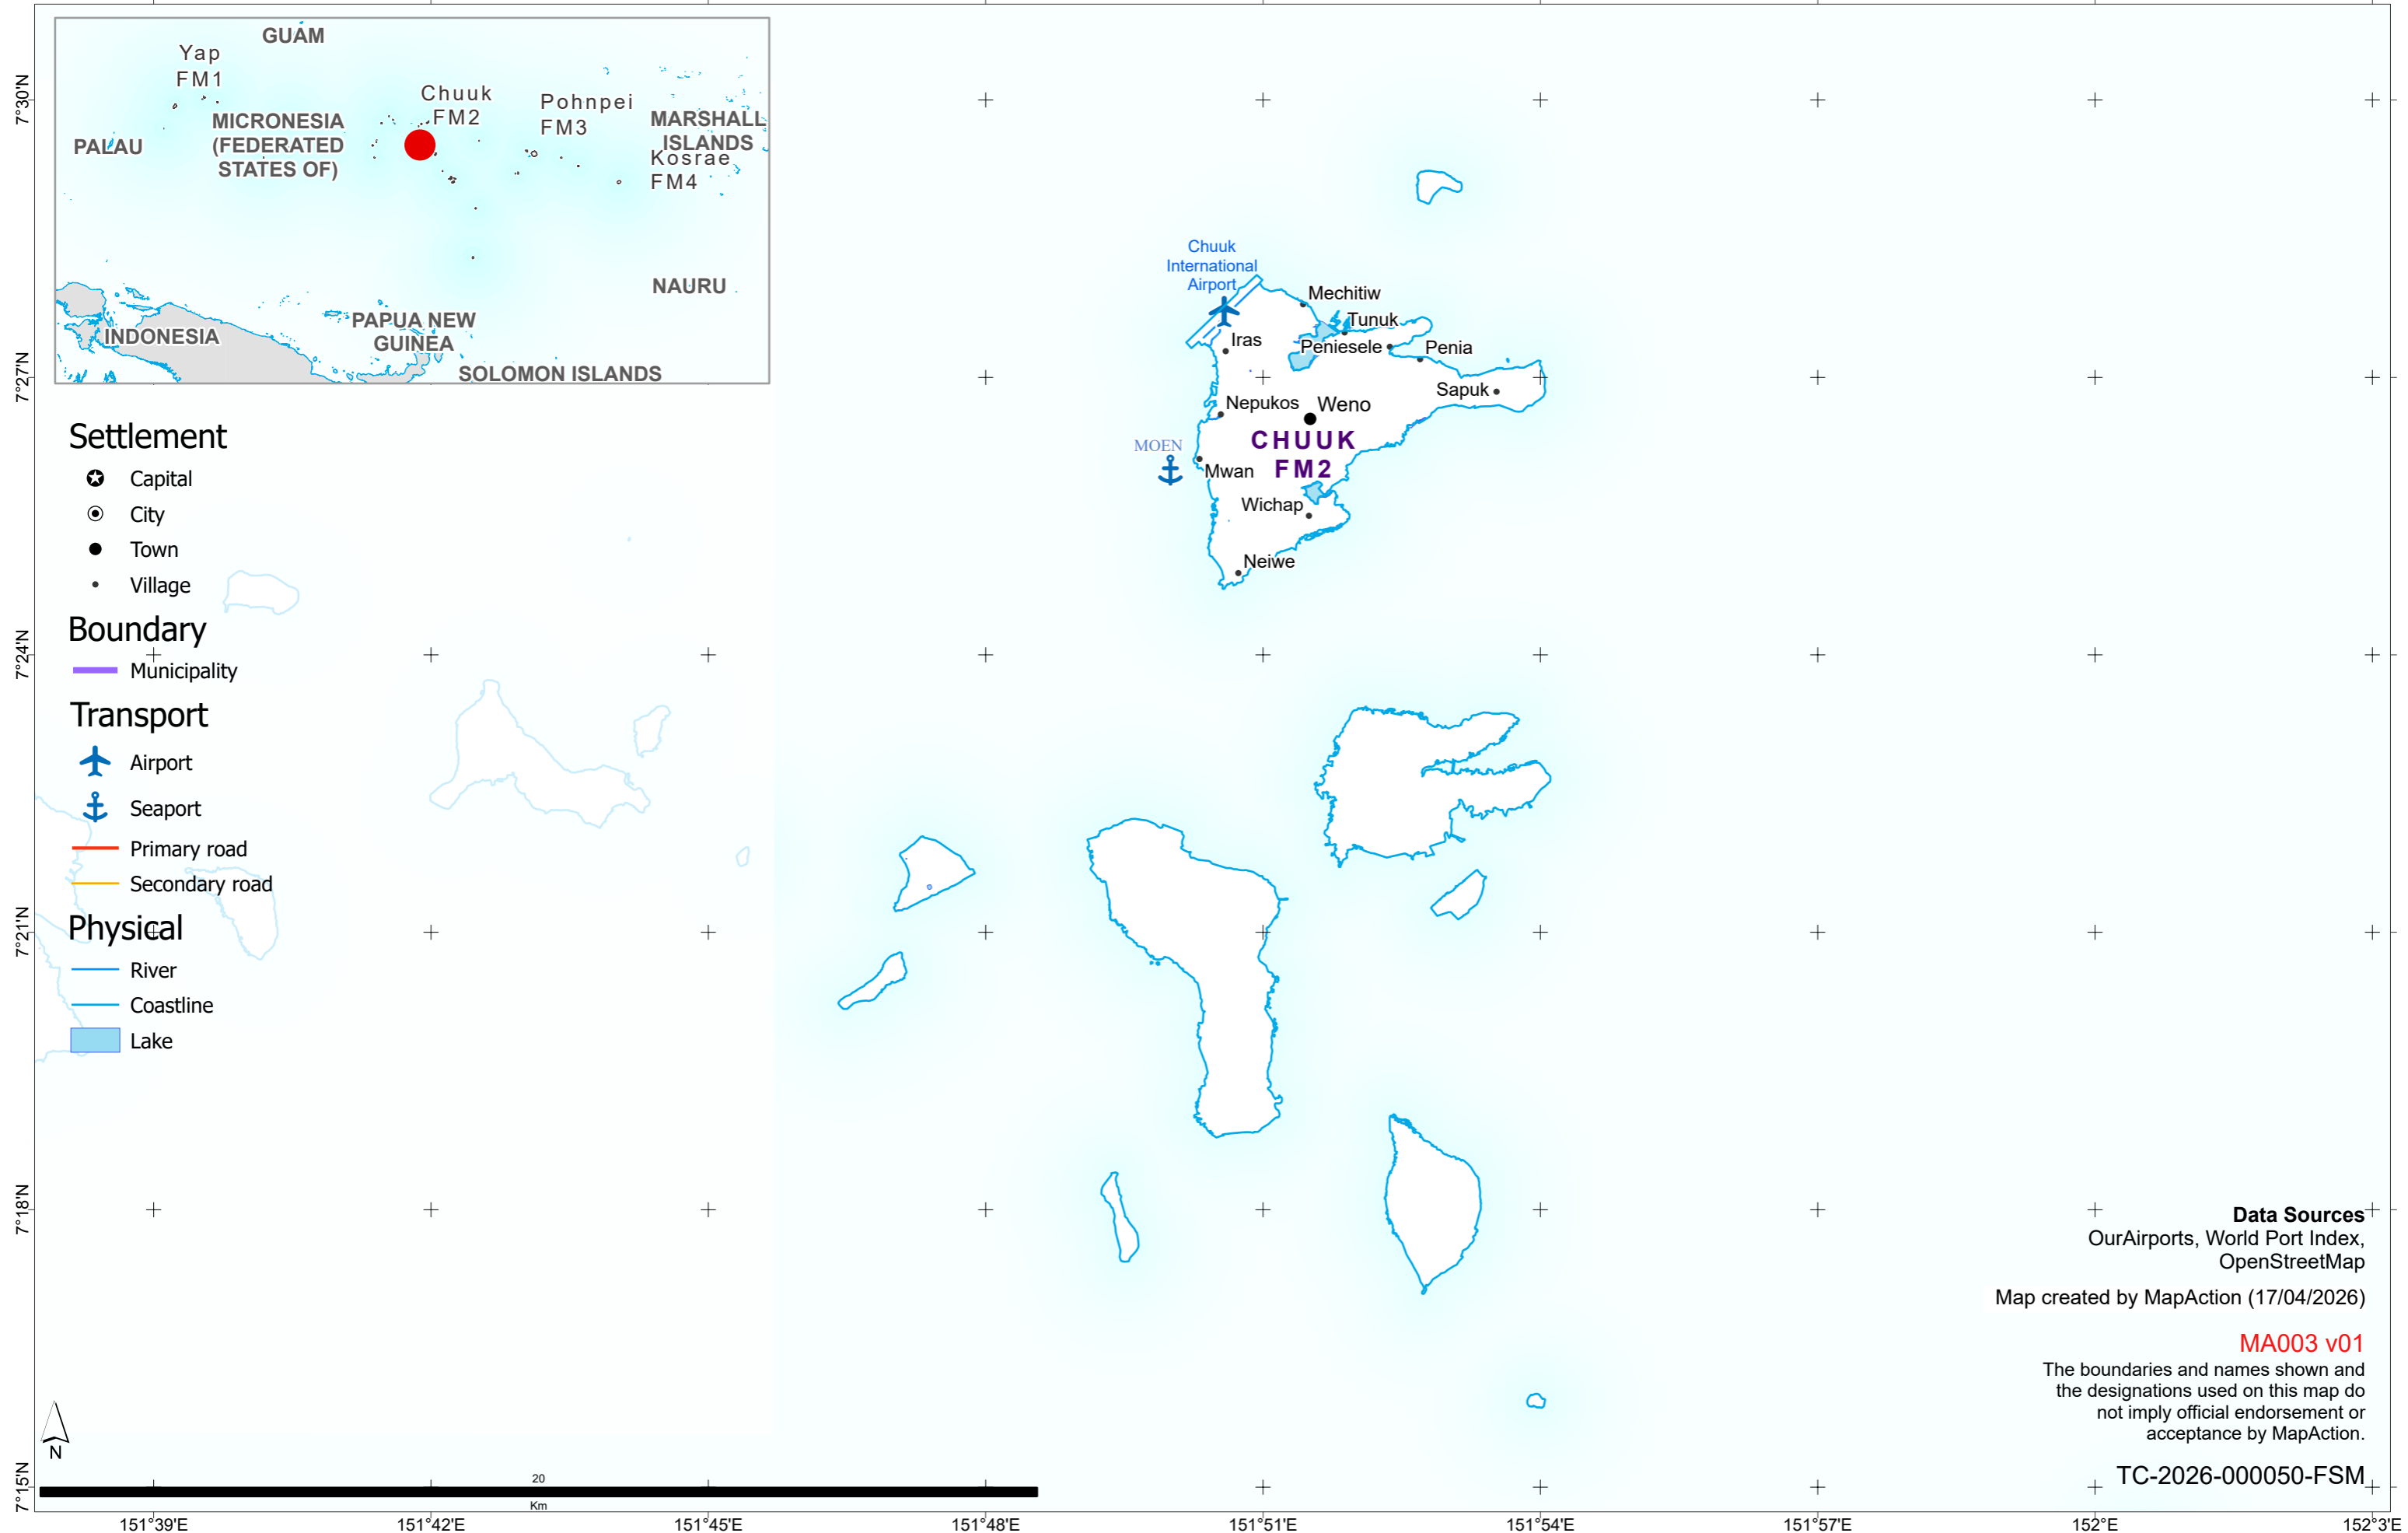 GUAM
Yap
FM1
Chuuk
FM2
Pohnpei
FM3
MICRONESIA
(FEDERATED
STATES OF)
MARSHALL
ISLANDS
PALAU
Kosrae
FM4
NAURU
INDONESIA
PAPUA NEW
GUINEA
SOLOMON ISLANDS
Settlement
Capital
City
Town
Village
Boundary
Municipality
Transport
Airport
Seaport
Primary road
Secondary road
Physical
River
Coastline
Lake
Chuuk
International
Airport
Mechitiw
Tunuk
Iras
Peniesele
Penia
Sapuk
Nepukos
Weno
CHUUK
FM2
MOEN
Mwan
Wichap
Neiwe
7°30'N
7°27'N
7°24'N
7°21'N
7°18'N
7°15'N
Data Sources
OurAirports, World Port Index,
OpenStreetMap
Map created by MapAction (17/04/2026)
MA003 v01
The boundaries and names shown and
the designations used on this map do
not imply official endorsement or
acceptance by MapAction.
TC-2026-000050-FSM
N
20
Km
151°39'E
151°42'E
151°45'E
151°48'E
151°51'E
151°54'E
151°57'E
152°E
152°3'E